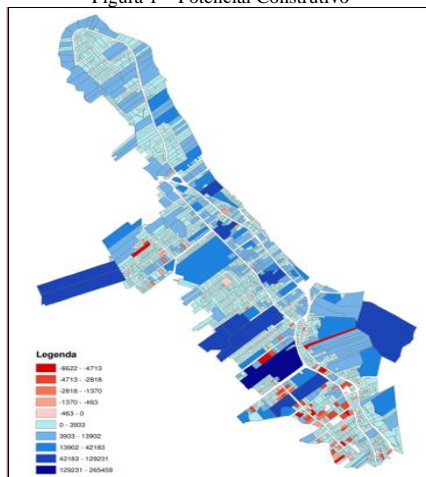 Figura 1 – Potencial Construtivo
Legenda
-6622 - -4713
-4713 - -2818
-2818 - -1370
-1370 - -463
-463 - 0
0 - 3933
3933 - 13902
13902 - 42183
42183 - 129231
129231 - 265459